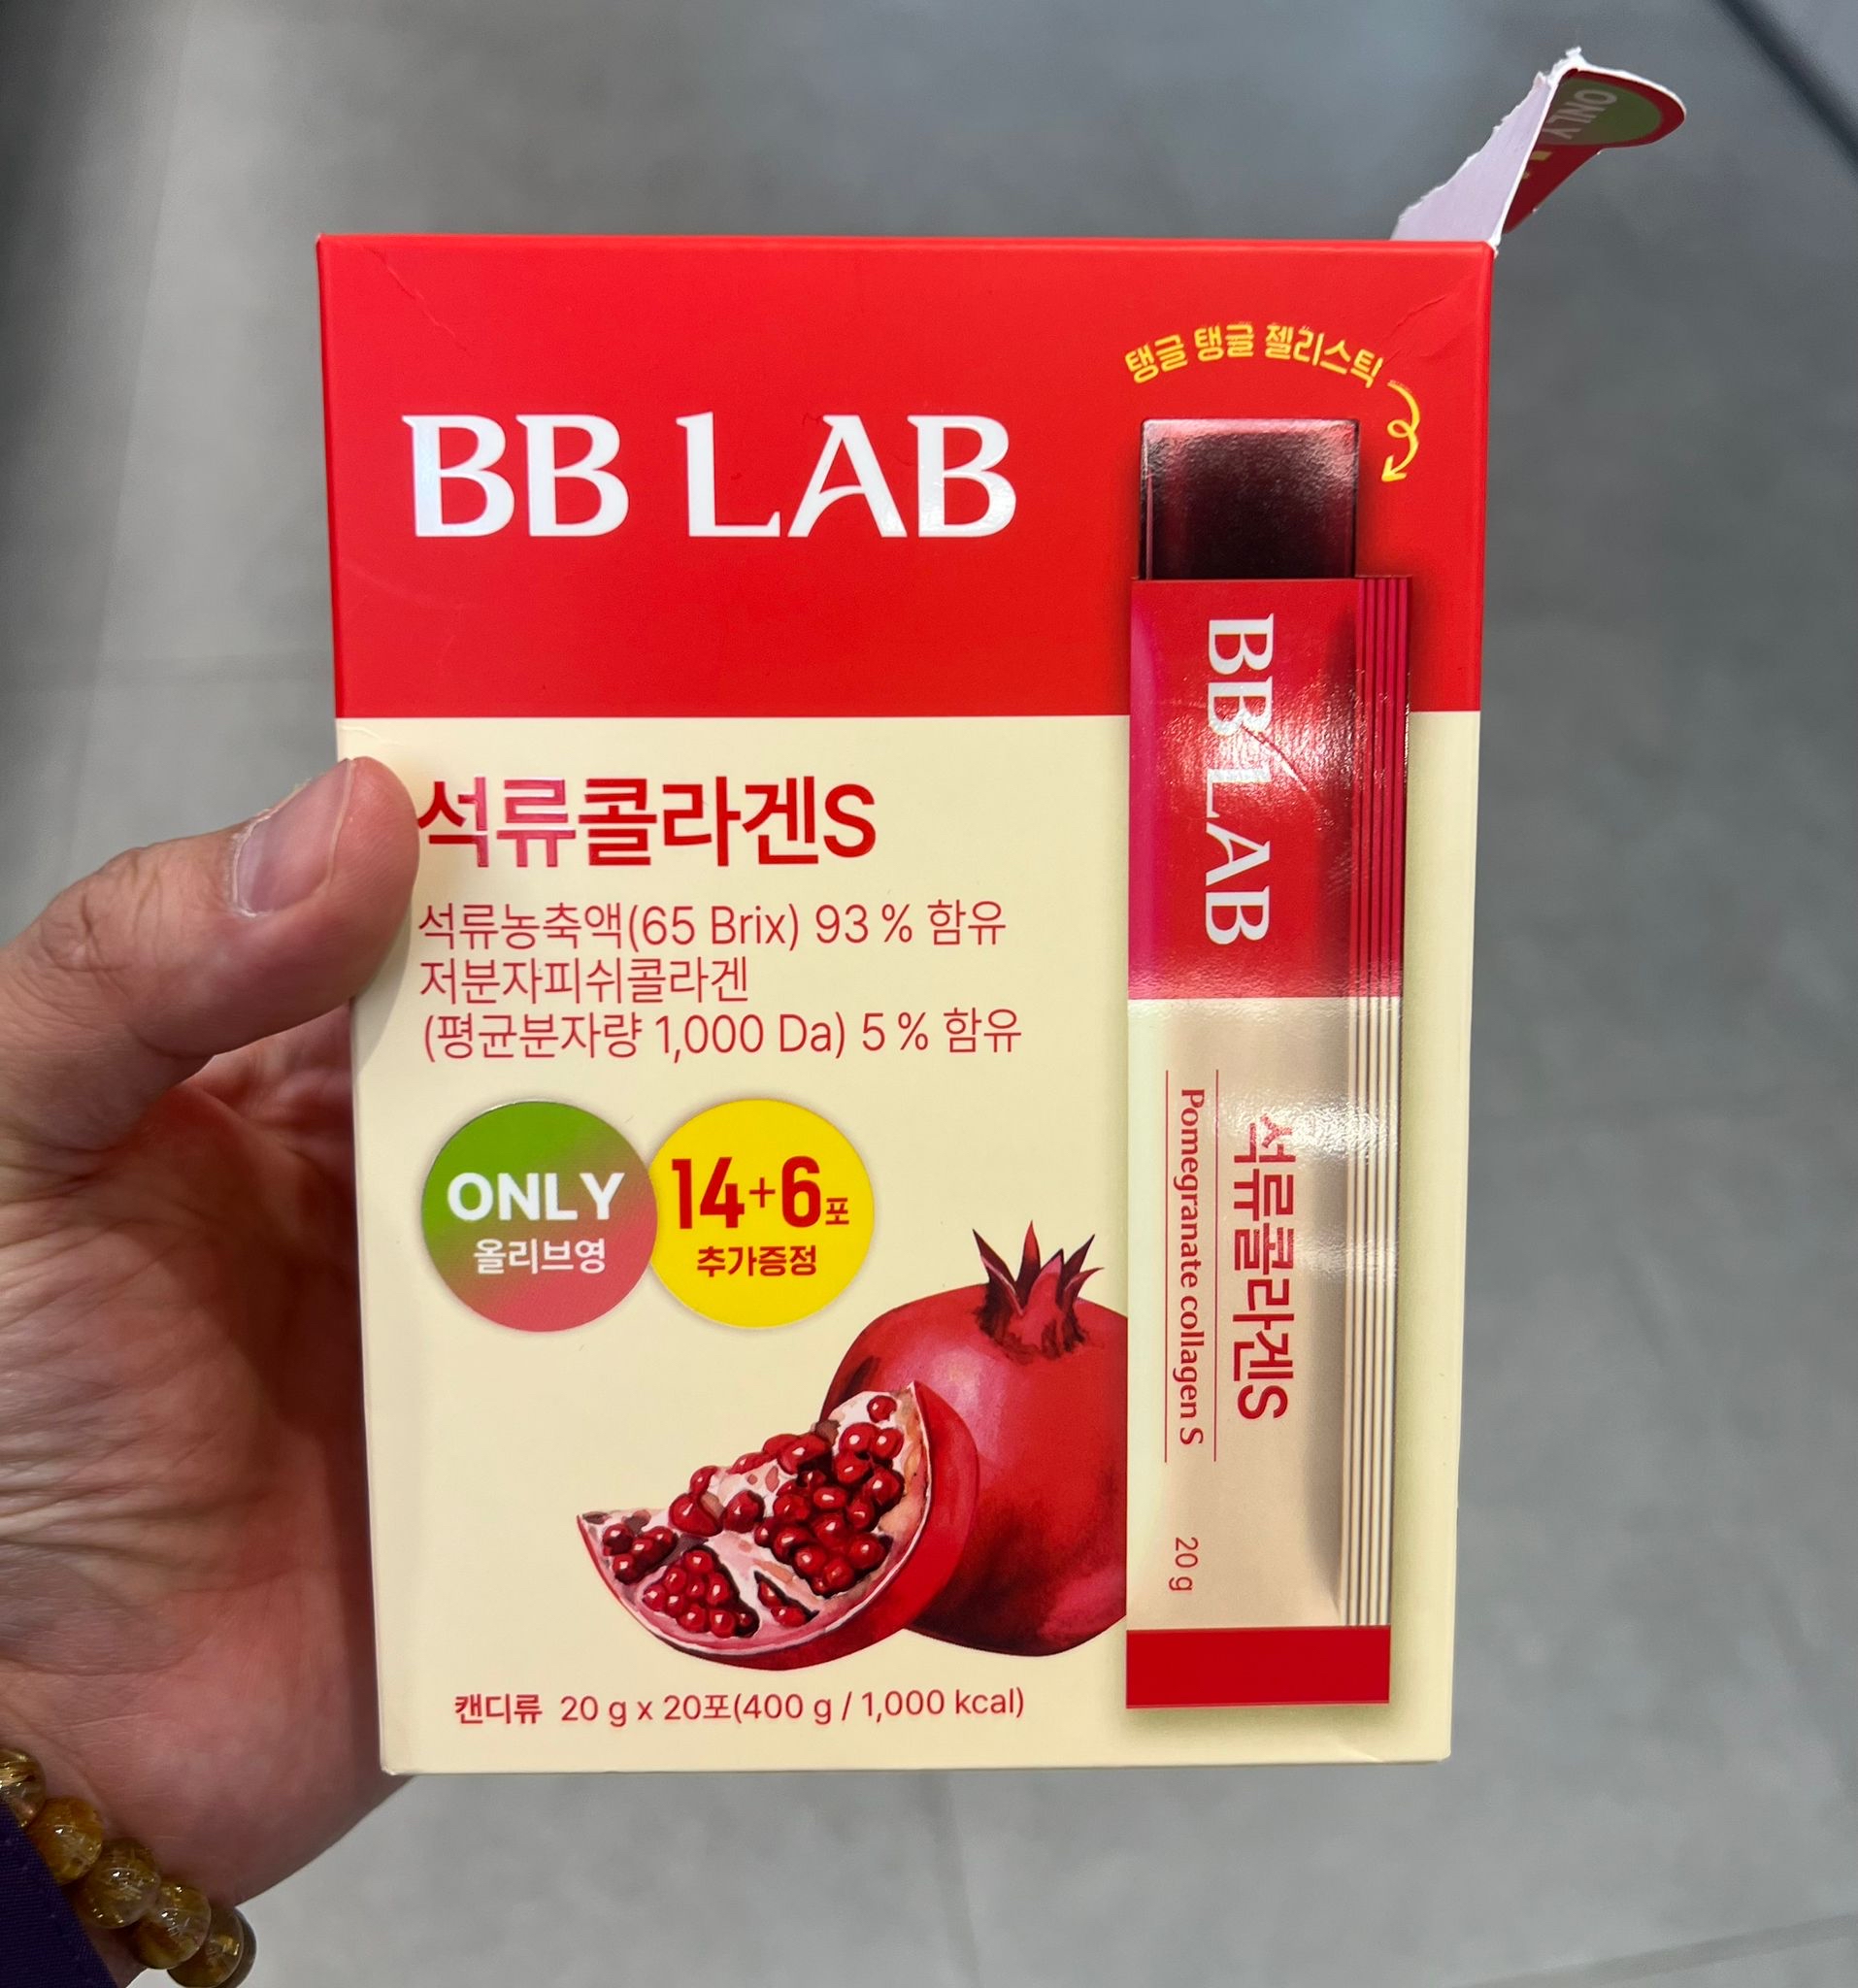 ONLY
탱글 탱글 젤리스틱
BB LAB
석류콜라겐S
석류농축액(65 Brix) 93 % 함유
저분자피쉬콜라겐
(평균분자량 1,000 Da) 5 % 함유
ONLY
올리브영
14+6포
추가증정
캔디류 20 g x 20포(400 g / 1,000 kcal)
BB LAB
석류콜라겐S
Pomegranate collagen S
20 g